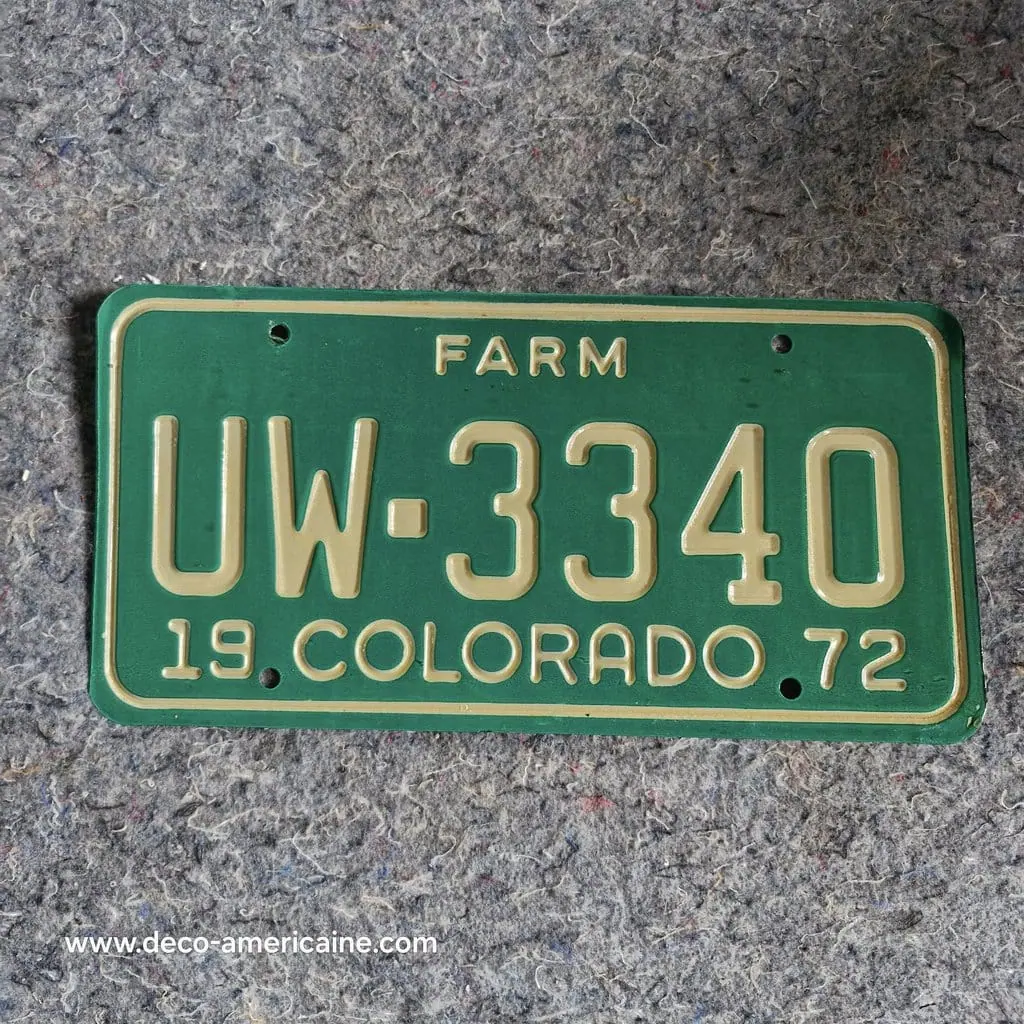 FARM
UW-3340
19 COLORADO 72
www.deco-americaine.com